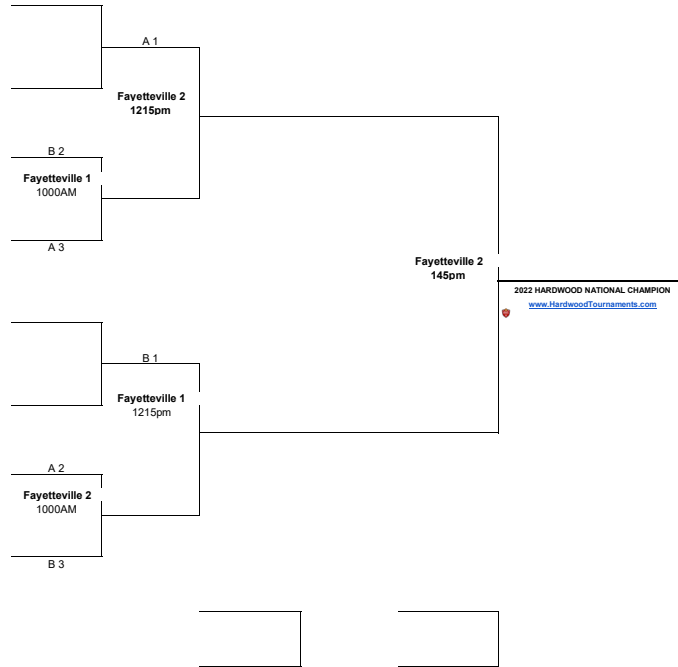 A 1
Fayetteville 2
1215pm
B 2
Fayetteville 1
1000AM
A 3
Fayetteville 2
145pm
2022 HARDWOOD NATIONAL CHAMPION
www.HardwoodTournaments.com
B 1
Fayetteville 1
1215pm
A 2
Fayetteville 2
1000AM
B 3